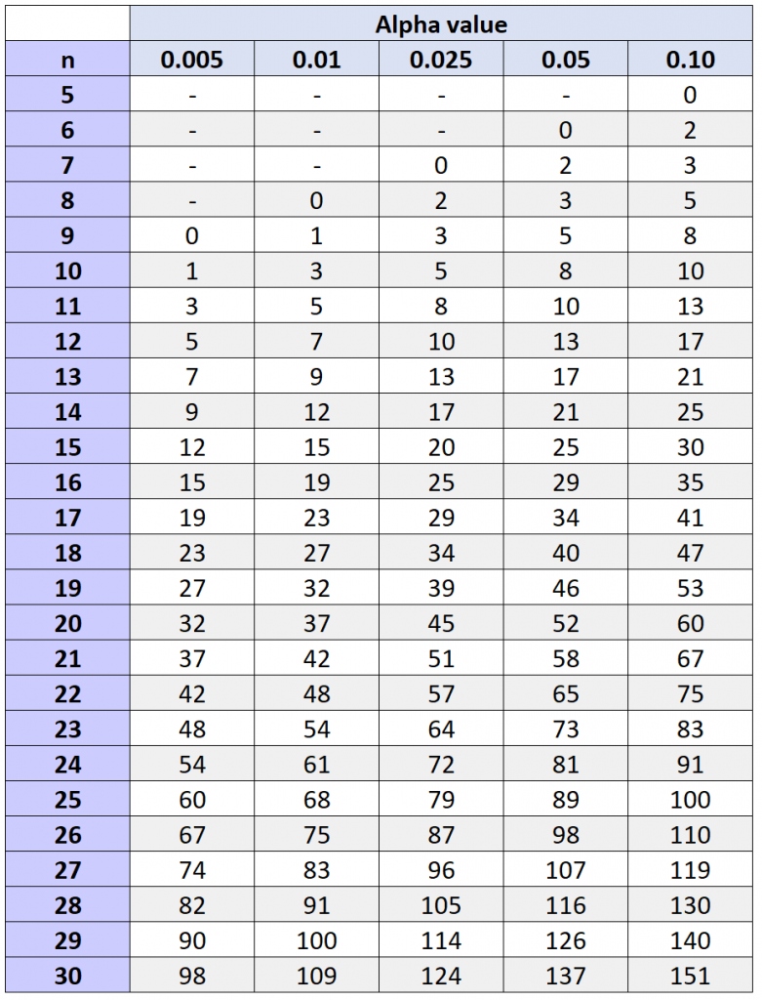 Alpha value
n 0.005 0.01 0.025 0.05 0.10
5 - - - - 0
6 - - - 0 2
7 - - 0 2 3
8 - 0 2 3 5
9 0 1 3 5 8
10 1 3 5 8 10
11 3 5 8 10 13
12 5 7 10 13 17
13 7 9 13 17 21
14 9 12 17 21 25
15 12 15 20 25 30
16 15 19 25 29 35
17 19 23 29 34 41
18 23 27 34 40 47
19 27 32 39 46 53
20 32 37 45 52 60
21 37 42 51 58 67
22 42 48 57 65 75
23 48 54 64 73 83
24 54 61 72 81 91
25 60 68 79 89 100
26 67 75 87 98 110
27 74 83 96 107 119
28 82 91 105 116 130
29 90 100 114 126 140
30 98 109 124 137 151